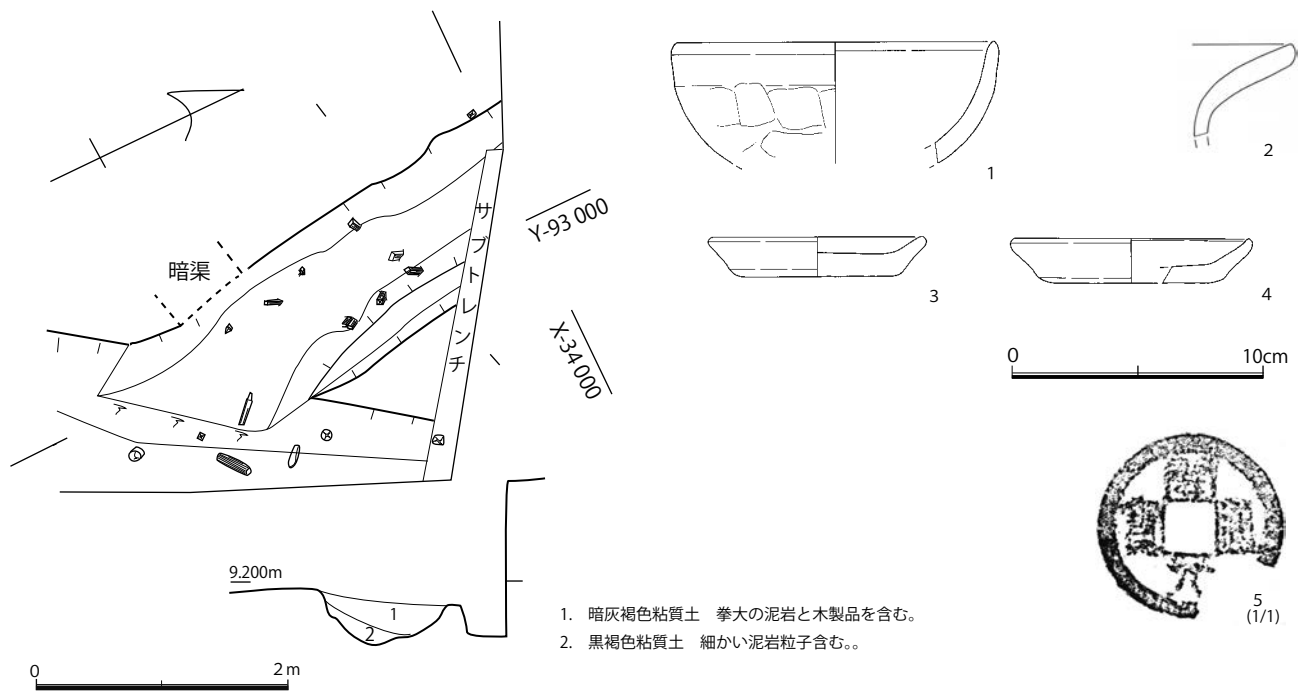 暗渠
サブトレンチ
Y-93 000
X-34 000
9.200m
1
2
0
2 m
1. 暗灰褐色粘質土 拳大の泥岩と木製品を含む。
2. 黒褐色粘質土 細かい泥岩粒子含む。。
1
2
3
4
0
10cm
5
(1/1)